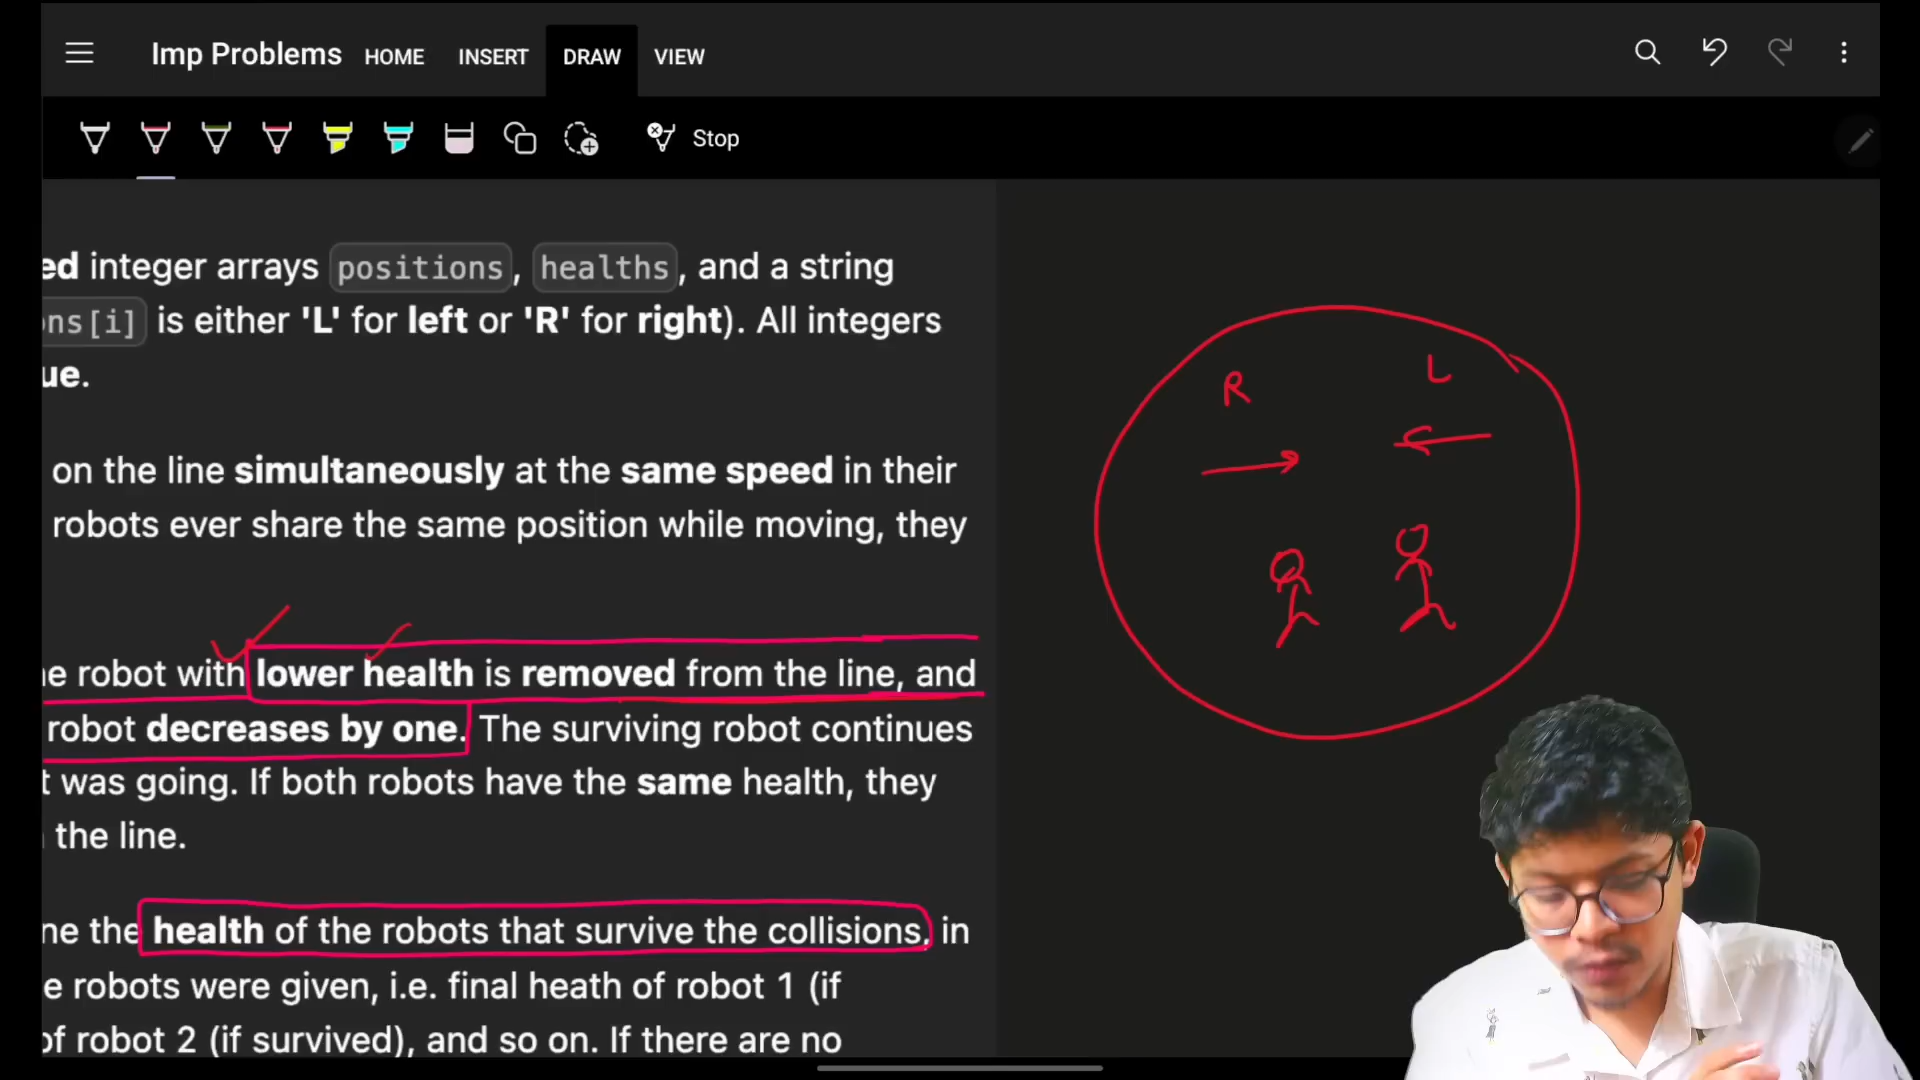 Imp Problems HOME INSERT DRAW VIEW
Stop
ed integer arrays positions, healths, and a string
ns[i] is either 'L' for left or 'R' for right). All integers
ue.
on the line simultaneously at the same speed in their
robots ever share the same position while moving, they
e robot with lower health is removed from the line, and
robot decreases by one. The surviving robot continues
t was going. If both robots have the same health, they
the line.
ne the health of the robots that survive the collisions, in
e robots were given, i.e. final heath of robot 1 (if
of robot 2 (if survived), and so on. If there are no
R
L